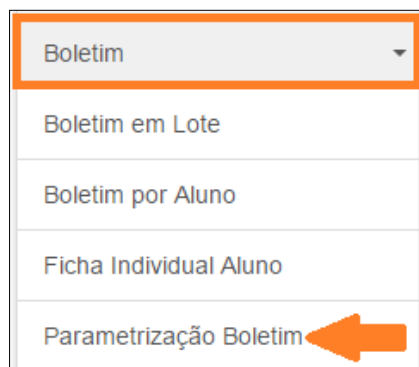 Boletim
Boletim em Lote
Boletim por Aluno
Ficha Individual Aluno
Parametrização Boletim